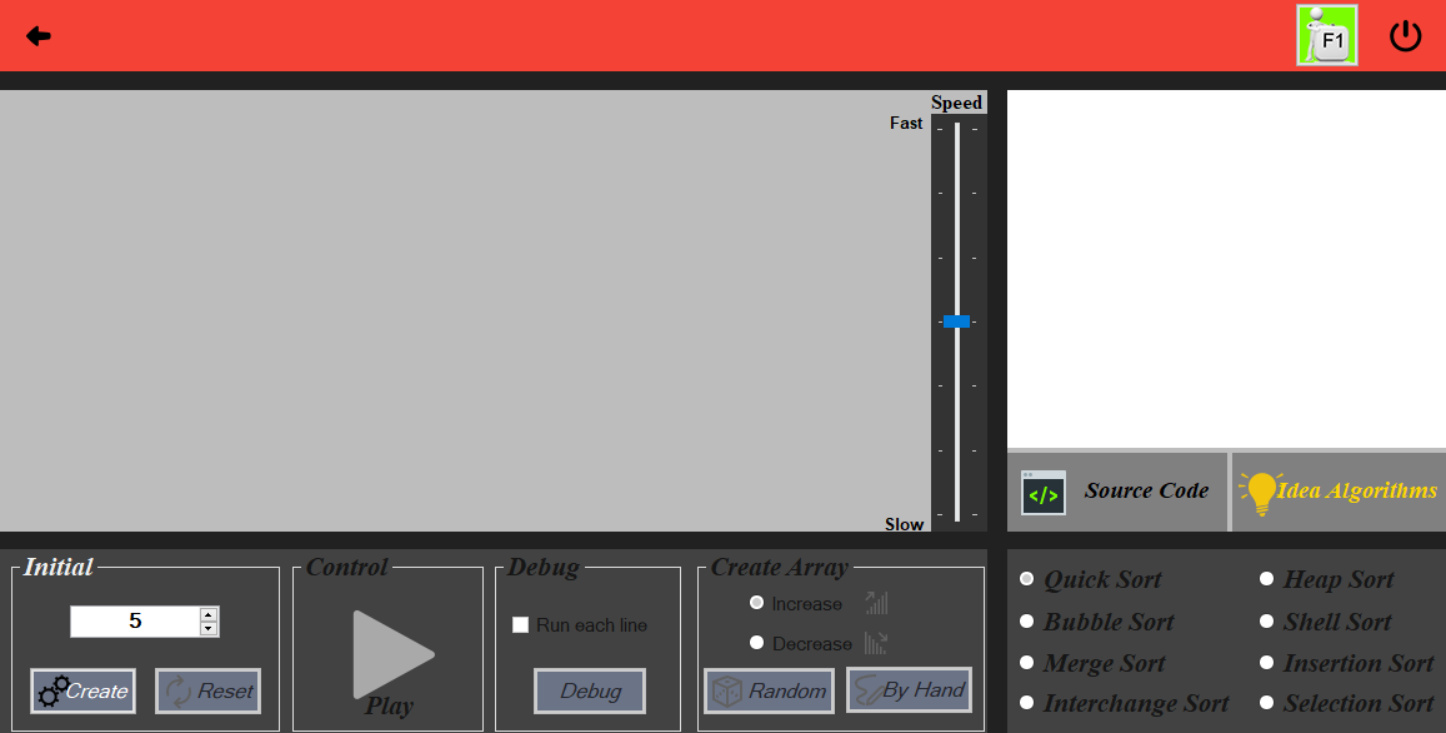 F1
Speed
Fast
Slow
Source Code
Idea Algorithms
Initial
5
Create
Reset
Control
Play
Debug
Run each line
Debug
Create Array
Increase
Decrease
Random
By Hand
Quick Sort
Heap Sort
Bubble Sort
Shell Sort
Merge Sort
Insertion Sort
Interchange Sort
Selection Sort